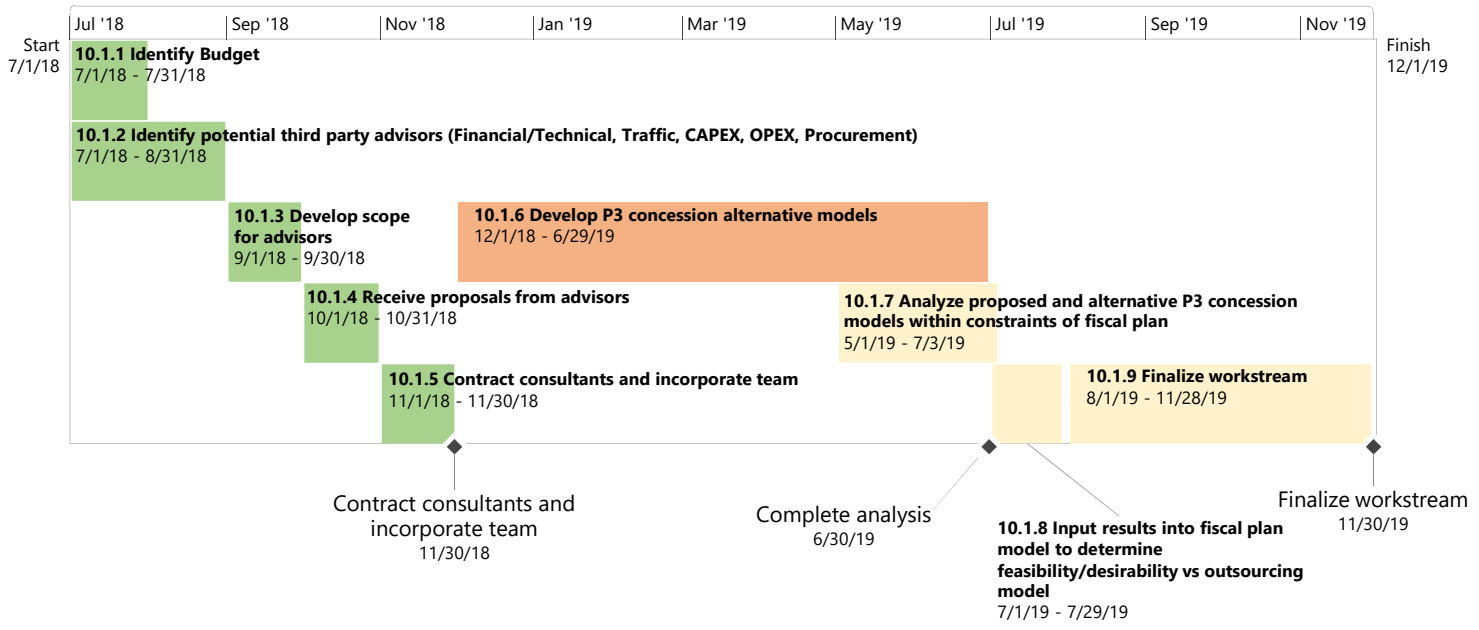 Jul '18
Sep '18
Nov '18
Jan '19
Mar '19
May '19
Jul '19
Sep '19
Nov '19
Start
7/1/18
Finish
12/1/19
10.1.1 Identify Budget
7/1/18 - 7/31/18
10.1.2 Identify potential third party advisors (Financial/Technical, Traffic, CAPEX, OPEX, Procurement)
7/1/18 - 8/31/18
10.1.3 Develop scope
for advisors
9/1/18 - 9/30/18
10.1.6 Develop P3 concession alternative models
12/1/18 - 6/29/19
10.1.4 Receive proposals from advisors
10/1/18 - 10/31/18
10.1.7 Analyze proposed and alternative P3 concession
models within constraints of fiscal plan
5/1/19 - 7/3/19
10.1.5 Contract consultants and incorporate team
11/1/18 - 11/30/18
10.1.9 Finalize workstream
8/1/19 - 11/28/19
Contract consultants and
incorporate team
11/30/18
Complete analysis
6/30/19
10.1.8 Input results into fiscal plan
model to determine
feasibility/desirability vs outsourcing
model
7/1/19 - 7/29/19
Finalize workstream
11/30/19